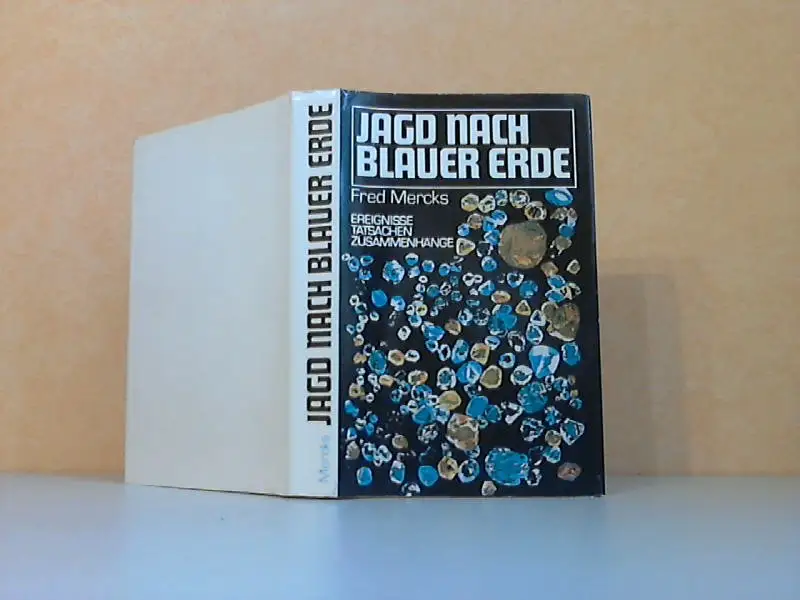 JAGD NACH BLAUER ERDE
Mercks
JAGD NACH
BLAUER ERDE
Fred Mercks
EREIGNISSE
TATSACHEN
ZUSAMMENHÄNGE